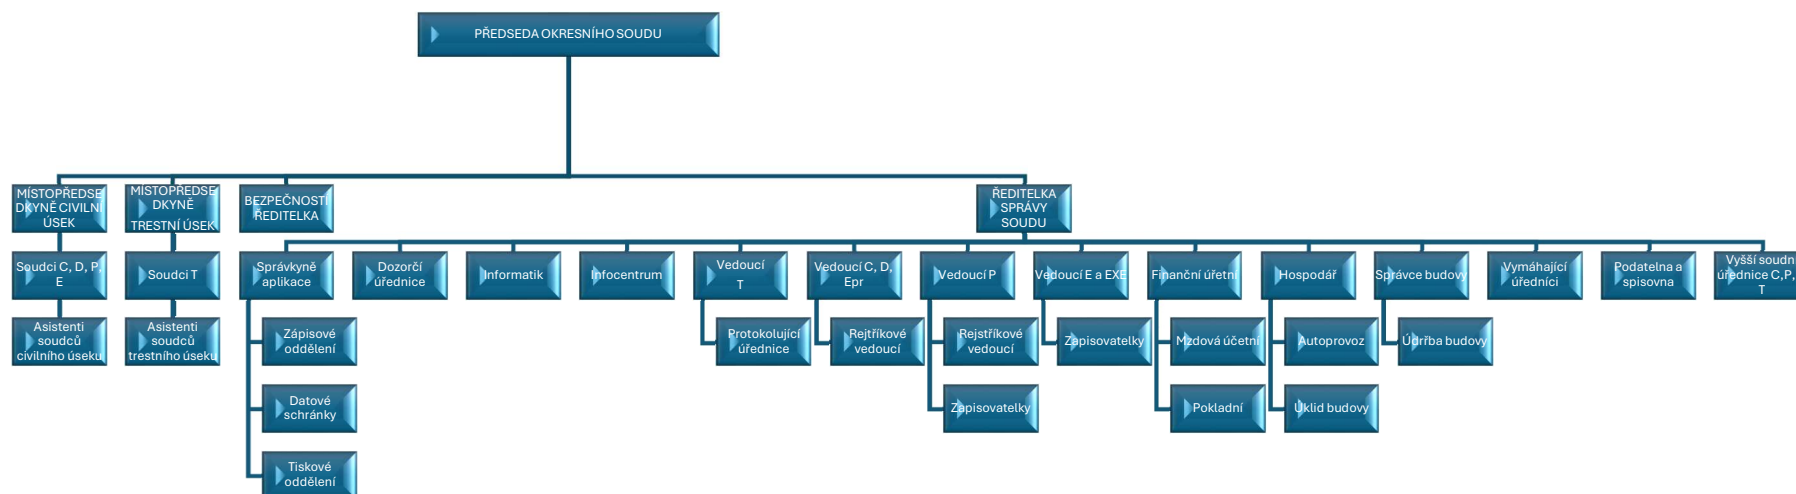 PŘEDSEDA OKRESNÍHO SOUDU
MÍSTOPŘEDSE
DKYNĚ CIVILNÍ
ÚSEK
MÍSTOPŘEDSE
DKYNĚ
TRESTNÍ ÚSEK
BEZPEČNOSTÍ
ŘEDITELKA
ŘEDITELKA
SPRÁVY
SOUDU
Soudci C, D, P,
E
Soudci T
Správkyně
aplikace
Dozorčí
úřednice
Informatik
Infocentrum
Vedoucí
T
Vedoucí C, D,
Epr
Vedoucí P
Vedoucí E a EXE
Finanční úřetní
Hospodář
Správce budovy
Vymáhající
úředníci
Podatelna a
spisovna
Vyšší soudn
úřednice C,P,
T
Asistenti
soudců
civilního úseku
Asistenti
soudců
trestního úseku
Zápisové
oddělení
Protokolující
úřednice
Rejtříkové
vedoucí
Rejstříkové
vedoucí
Zapisovatelky
Mzdová účetní
Autoprovoz
Údrřba budovy
Datové
schránky
Zapisovatelky
Pokladní
Úklid budovy
Tiskové
oddělení